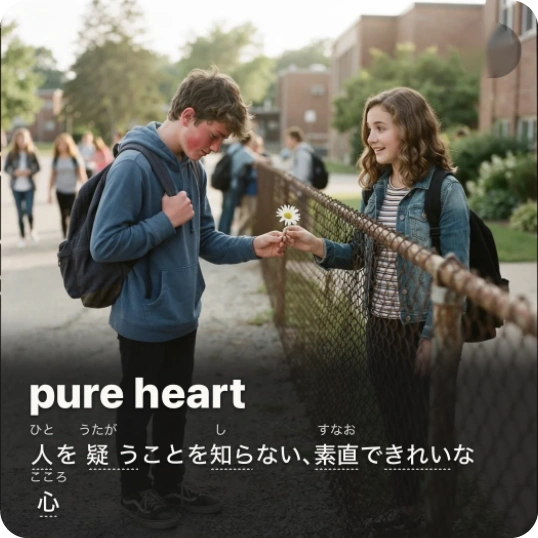 pure heart
ひと うたが し すなお
人を疑うことを知らない、素直できれいな
こころ
心